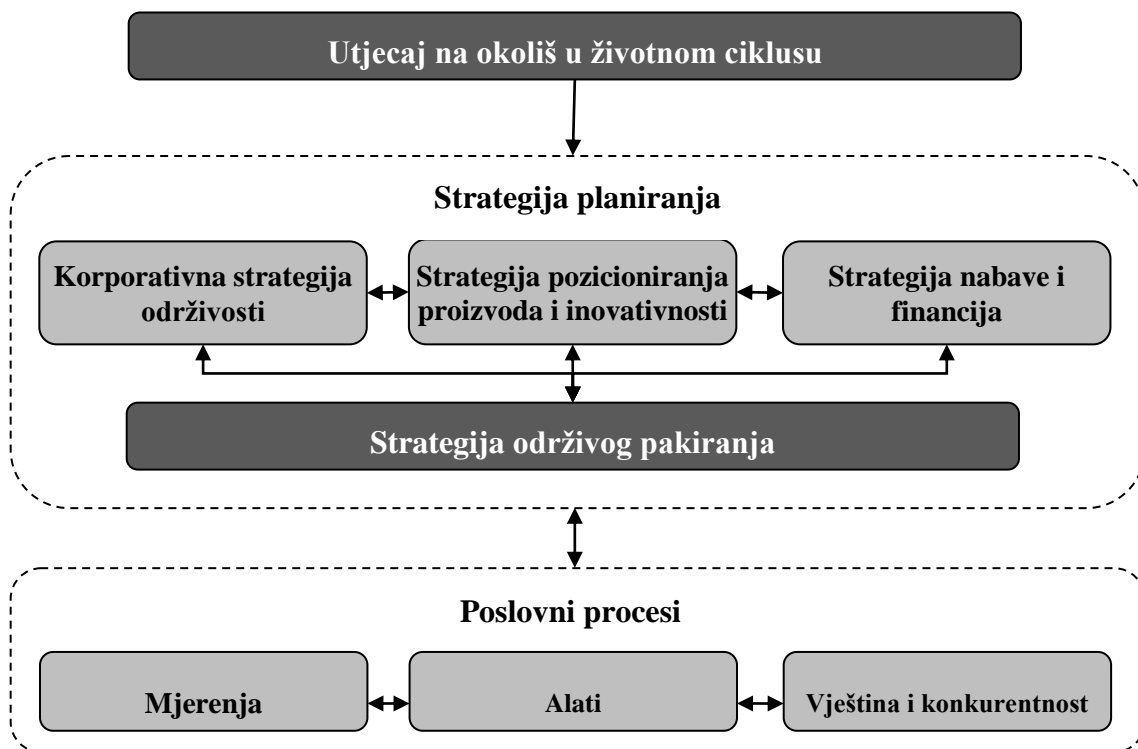 Utjecaj na okoliš u životnom ciklusu
Strategija planiranja
Korporativna strategija
održivosti
Strategija pozicioniranja
proizvoda i inovativnosti
Strategija nabave i
financija
Strategija održivog pakiranja
Poslovni procesi
Mjerenja
Alati
Vještina i konkurentnost